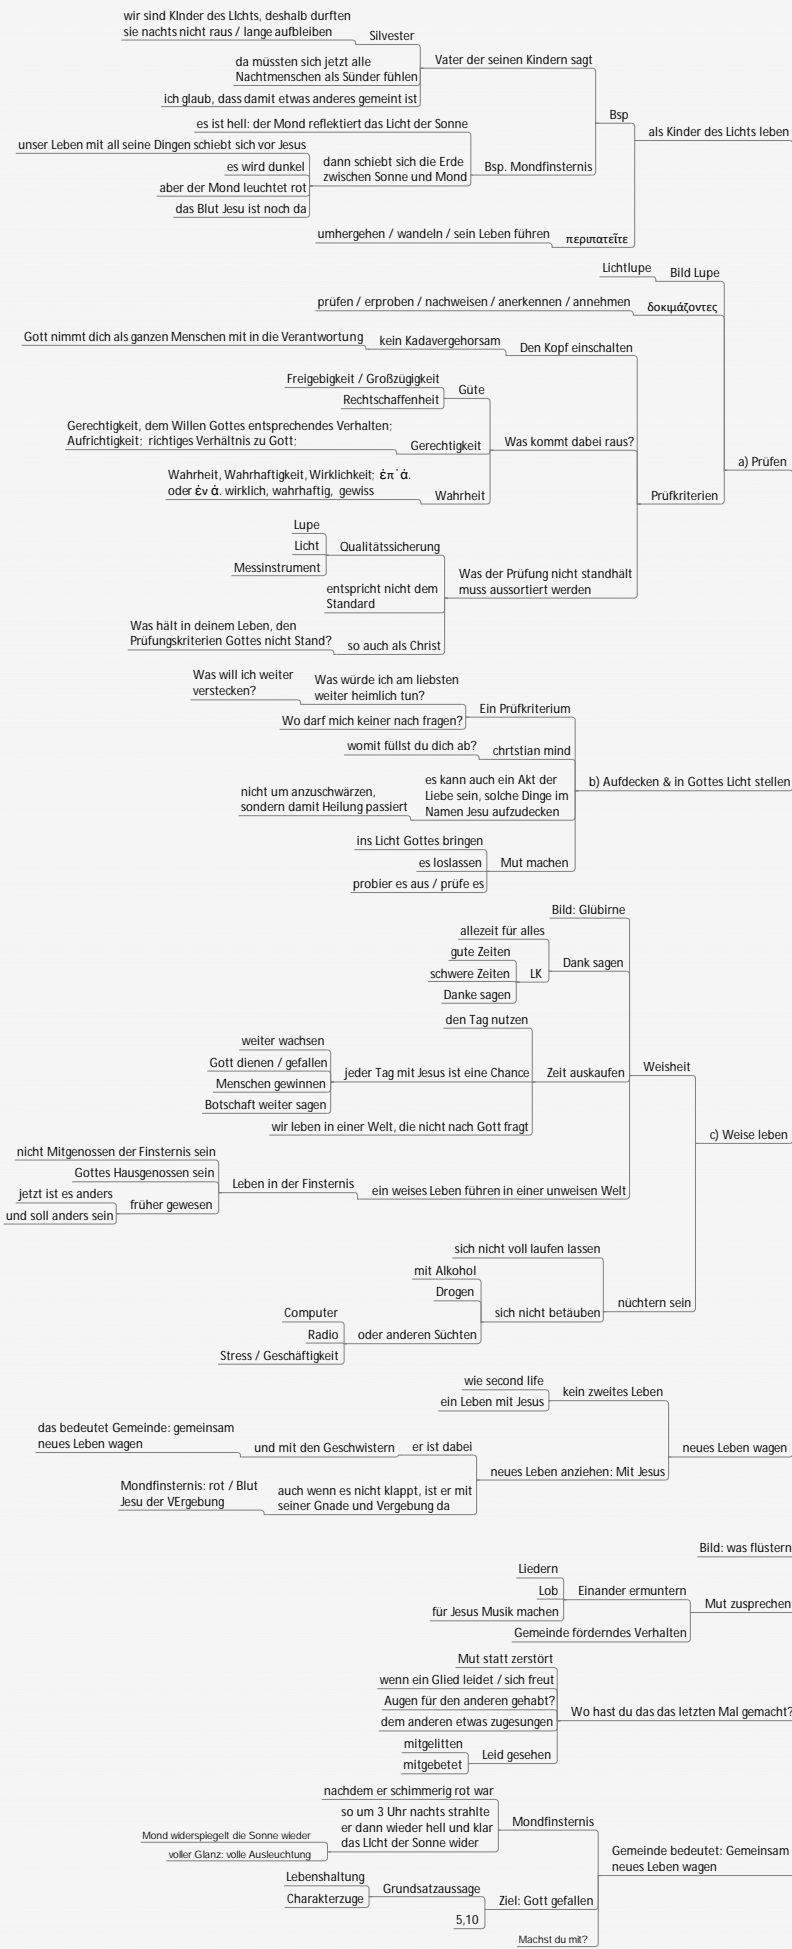 als Kinder des Lichts leben
Bsp
Vater der seinen Kindern sagt
Silvester
wir sind KInder des LIchts, deshalb durften
sie nachts nicht raus / lange aufbleiben
da müssten sich jetzt alle
Nachtmenschen als Sünder fühlen
ich glaub, dass damit etwas anderes gemeint ist
Bsp. Mondfinsternis
es ist hell: der Mond reflektiert das Licht der Sonne
dann schiebt sich die Erde
zwischen Sonne und Mond
unser Leben mit all seine Dingen schiebt sich vor Jesus
es wird dunkel
aber der Mond leuchtet rot
das Blut Jesu ist noch da
περιπατεῖτε
umhergehen / wandeln / sein Leben führen
a) Prüfen
Bild Lupe
Lichtlupe
δοκιμάζοντες
prüfen / erproben / nachweisen / anerkennen / annehmen
Prüfkriterien
Den Kopf einschalten
kein Kadavergehorsam
Gott nimmt dich als ganzen Menschen mit in die Verantwortung
Was kommt dabei raus?
Güte
Freigebigkeit / Großzügigkeit
Rechtschaffenheit
Gerechtigkeit
Gerechtigkeit, dem Willen Gottes entsprechendes Verhalten;
Aufrichtigkeit; richtiges Verhältnis zu Gott;
Wahrheit
Wahrheit, Wahrhaftigkeit, Wirklichkeit; ἐπ᾽ ἀ.
oder ἐν ἀ. wirklich, wahrhaftig, gewiss
Was der Prüfung nicht standhält
muss aussortiert werden
Qualitätssicherung
Lupe
Licht
Messinstrument
entspricht nicht dem
Standard
so auch als Christ
Was hält in deinem Leben, den
Prüfungskriterien Gottes nicht Stand?
b) Aufdecken & in Gottes Licht stellen
Ein Prüfkriterium
Was würde ich am liebsten
weiter heimlich tun?
Was will ich weiter
verstecken?
Wo darf mich keiner nach fragen?
chrtstian mind
womit füllst du dich ab?
es kann auch ein Akt der
Liebe sein, solche Dinge im
Namen Jesu aufzudecken
nicht um anzuschwärzen,
sondern damit Heilung passiert
Mut machen
ins Licht Gottes bringen
es loslassen
probier es aus / prüfe es
c) Weise leben
Weisheit
Bild: Glübirne
Dank sagen
allezeit für alles
LK
gute Zeiten
schwere Zeiten
Danke sagen
Zeit auskaufen
den Tag nutzen
jeder Tag mit Jesus ist eine Chance
weiter wachsen
Gott dienen / gefallen
Menschen gewinnen
Botschaft weiter sagen
wir leben in einer Welt, die nicht nach Gott fragt
ein weises Leben führen in einer unweisen Welt
Leben in der Finsternis
nicht Mitgenossen der Finsternis sein
Gottes Hausgenossen sein
früher gewesen
jetzt ist es anders
und soll anders sein
nüchtern sein
sich nicht voll laufen lassen
sich nicht betäuben
mit Alkohol
Drogen
oder anderen Süchten
Computer
Radio
Stress / Geschäftigkeit
neues Leben wagen
kein zweites Leben
wie second life
ein Leben mit Jesus
neues Leben anziehen: Mit Jesus
er ist dabei
und mit den Geschwistern
das bedeutet Gemeinde: gemeinsam
neues Leben wagen
auch wenn es nicht klappt, ist er mit
seiner Gnade und Vergebung da
Mondfinsternis: rot / Blut
Jesu der VErgebung
Bild: was flüstern
Mut zusprechen
Einander ermuntern
Liedern
Lob
für Jesus Musik machen
Gemeinde förderndes Verhalten
Wo hast du das das letzten Mal gemacht?
Mut statt zerstört
wenn ein Glied leidet / sich freut
Augen für den anderen gehabt?
dem anderen etwas zugesungen
Leid gesehen
mitgelitten
mitgebetet
Gemeinde bedeutet: Gemeinsam
neues Leben wagen
Mondfinsternis
nachdem er schimmerig rot war
so um 3 Uhr nachts strahlte
er dann wieder hell und klar
das LIcht der Sonne wider
Mond widerspiegelt die Sonne wieder
voller Glanz: volle Ausleuchtung
Ziel: Gott gefallen
Grundsatzaussage
Lebenshaltung
Charakterzuge
5,10
Machst du mit?